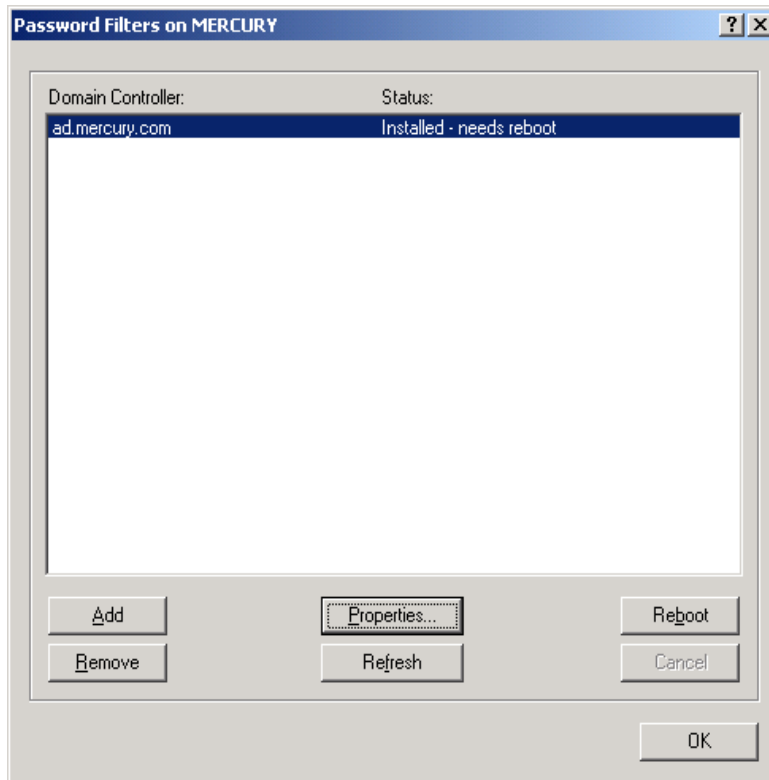 Password Filters on MERCURY
Domain Controller: Status:
ad.mercury.com Installed - needs reboot
Add Properties... Reboot
Remove Refresh Cancel
OK